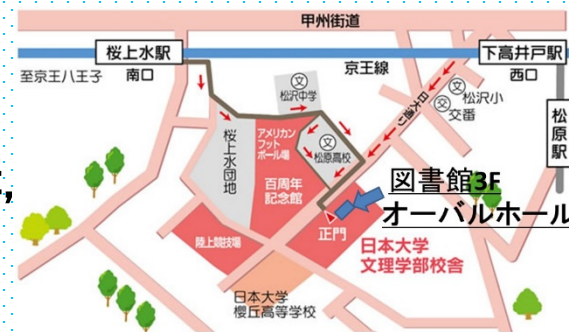 甲州街道
桜上水駅
下高井戸駅
至京王八王子
南口
京王線
西口
文
松沢中学
日大通り
文
松沢小
交
交番
松原駅
アメリカン
フット
ボール場
文
松原高校
桜上水団地
百周年
記念館
図書館3F
オーバルホール
陸上競技場
正門
日本大学
文理学部校舎
日本大学
櫻丘高等学校